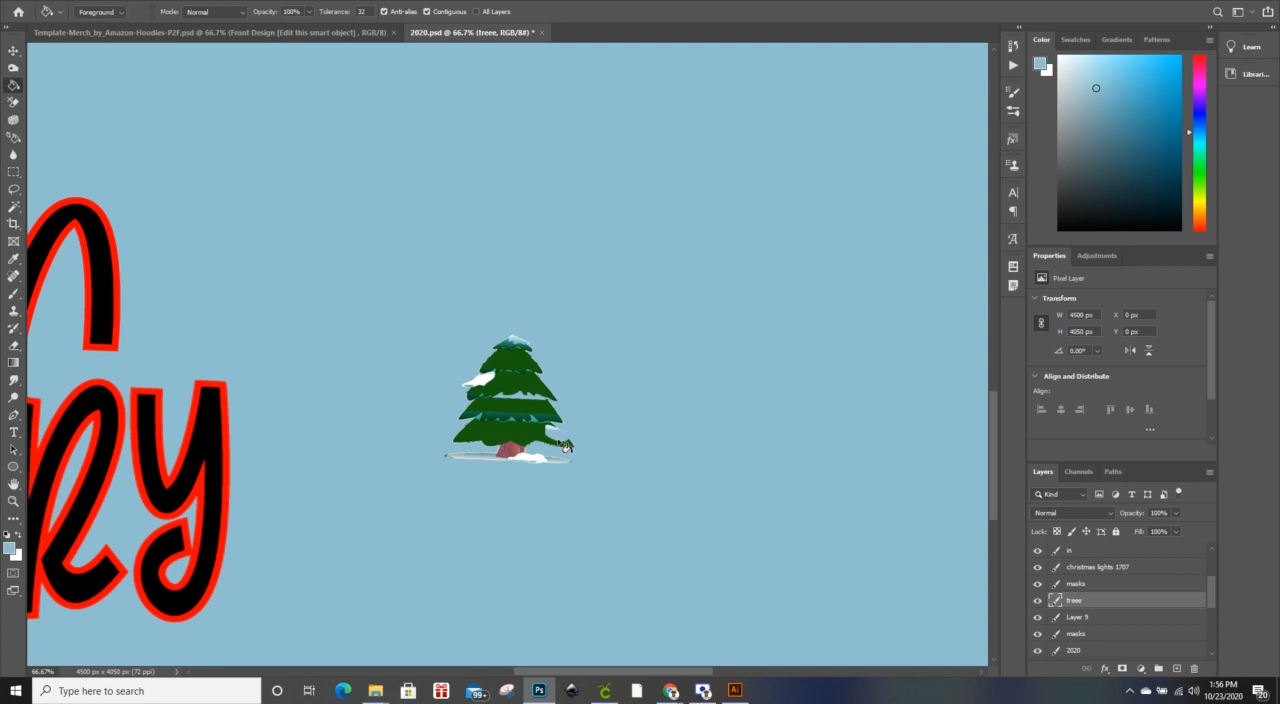 Foreground Mode: Normal Opacity: 100% Tolerance: 32 Anti-alias Contiguous All Layers
Template-Merch_by_Amazon-Hoodies-P2F.psd @ 66.7% (Front Design [Edit this smart object] , RGB/8) × 2020.psd @ 66.7% (treee, RGB/8#) * ×
Color Swatches Gradients Patterns
Learn
Librari...
Properties Adjustments
Pixel Layer
Transform
W 4500 px X 0 px
H 4050 px Y 0 px
0.00°
Align and Distribute
Align:
Layers Channels Paths
Kind
Normal Opacity: 100%
Lock: Fill: 100%
in
christmas lights 1707
masks
treee
Layer 9
masks
2020
ry
66.67% 4500 px x 4050 px (72 ppi)
Type here to search
99+
Ps
Ai
1:56 PM
10/23/2020
20